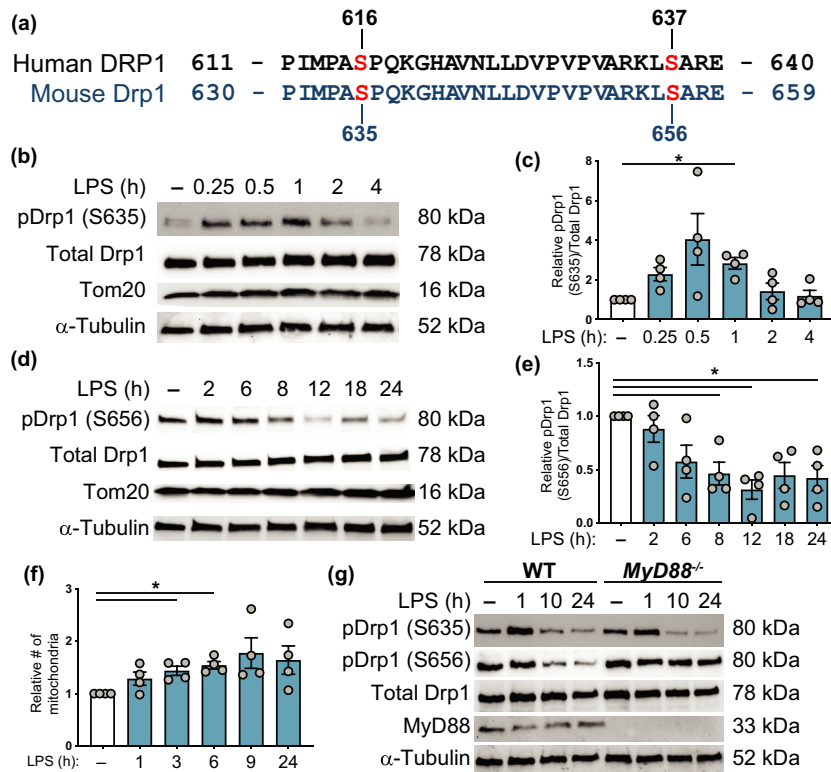 (a)
616 637
Human DRP1 611 – PIMPASPQKGHAVNLLDVPVPVARKLSARE – 640
Mouse Drp1 630 – PIMPASPQKGHAVNLLDVPVPVARKLSARE – 659
635 656
(b)
LPS (h) – 0.25 0.5 1 2 4
pDrp1 (S635) 80 kDa
Total Drp1 78 kDa
Tom20 16 kDa
α-Tubulin 52 kDa
(c)
*
Relative pDrp1
(S635)/Total Drp1
8
6
4
2
0
LPS (h): – 0.25 0.5 1 2 4
(d)
LPS (h) – 2 6 8 12 18 24
pDrp1 (S656) 80 kDa
Total Drp1 78 kDa
Tom20 16 kDa
α-Tubulin 52 kDa
(e)
*
Relative pDrp1
(S656)/Total Drp1
1.5
1.0
0.5
0.0
LPS (h): – 2 6 8 12 18 24
(f)
*
Relative # of
mitochondria
3
2
1
0
LPS (h): – 1 3 6 9 24
(g)
WT MyD88-/-
LPS (h) – 1 10 24 – 1 10 24
pDrp1 (S635) 80 kDa
pDrp1 (S656) 80 kDa
Total Drp1 78 kDa
MyD88 33 kDa
α-Tubulin 52 kDa